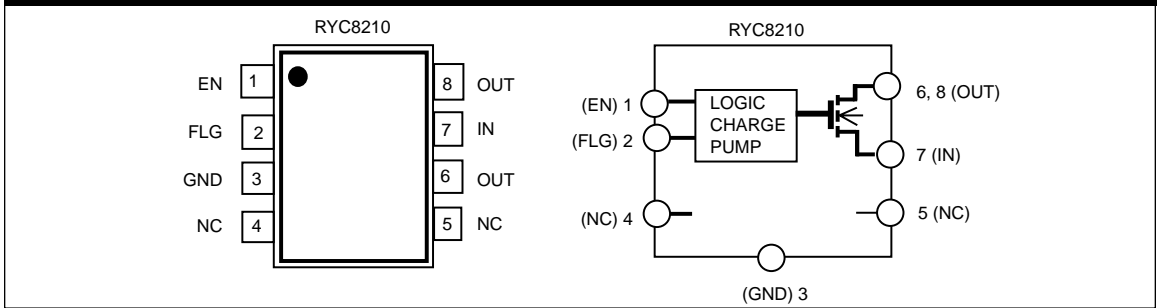 RYC8210
EN 1
FLG 2
GND 3
NC 4
8 OUT
7 IN
6 OUT
5 NC
RYC8210
(EN) 1
(FLG) 2
LOGIC
CHARGE
PUMP
6, 8 (OUT)
7 (IN)
(NC) 4
5 (NC)
(GND) 3